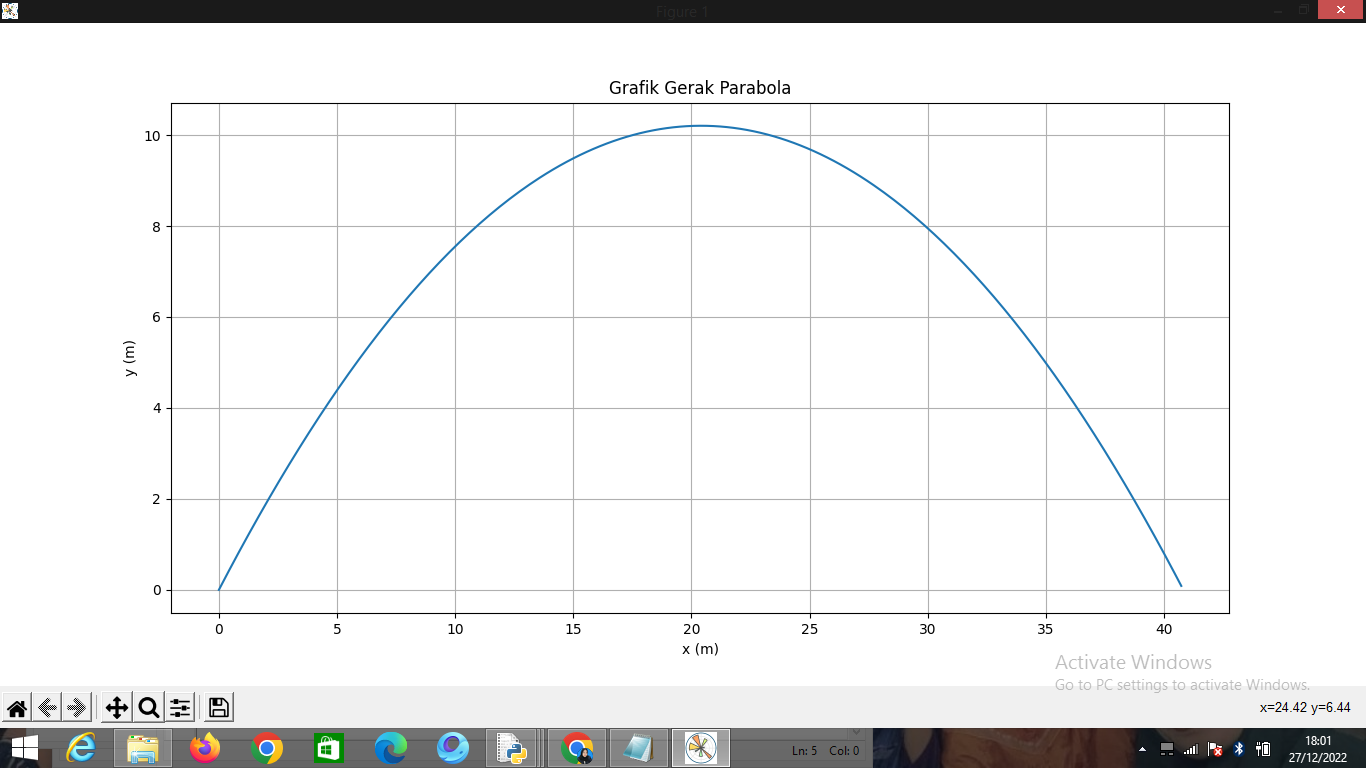 Figure 1
Grafik Gerak Parabola
10
8
6
4
2
0
y (m)
0 5 10 15 20 25 30 35 40
x (m)
Activate Windows
Go to PC settings to activate Windows.
x=24.42 y=6.44
Ln: 5 Col: 0
18:01
27/12/2022